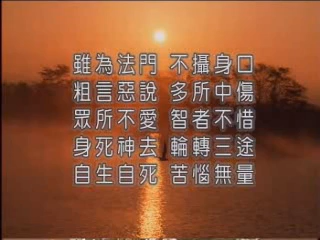 雖為法門 不攝身口
粗言惡說 多所中傷
眾所不愛 智者不惜
身死神去 輪轉三途
自生自死 苦惱無量